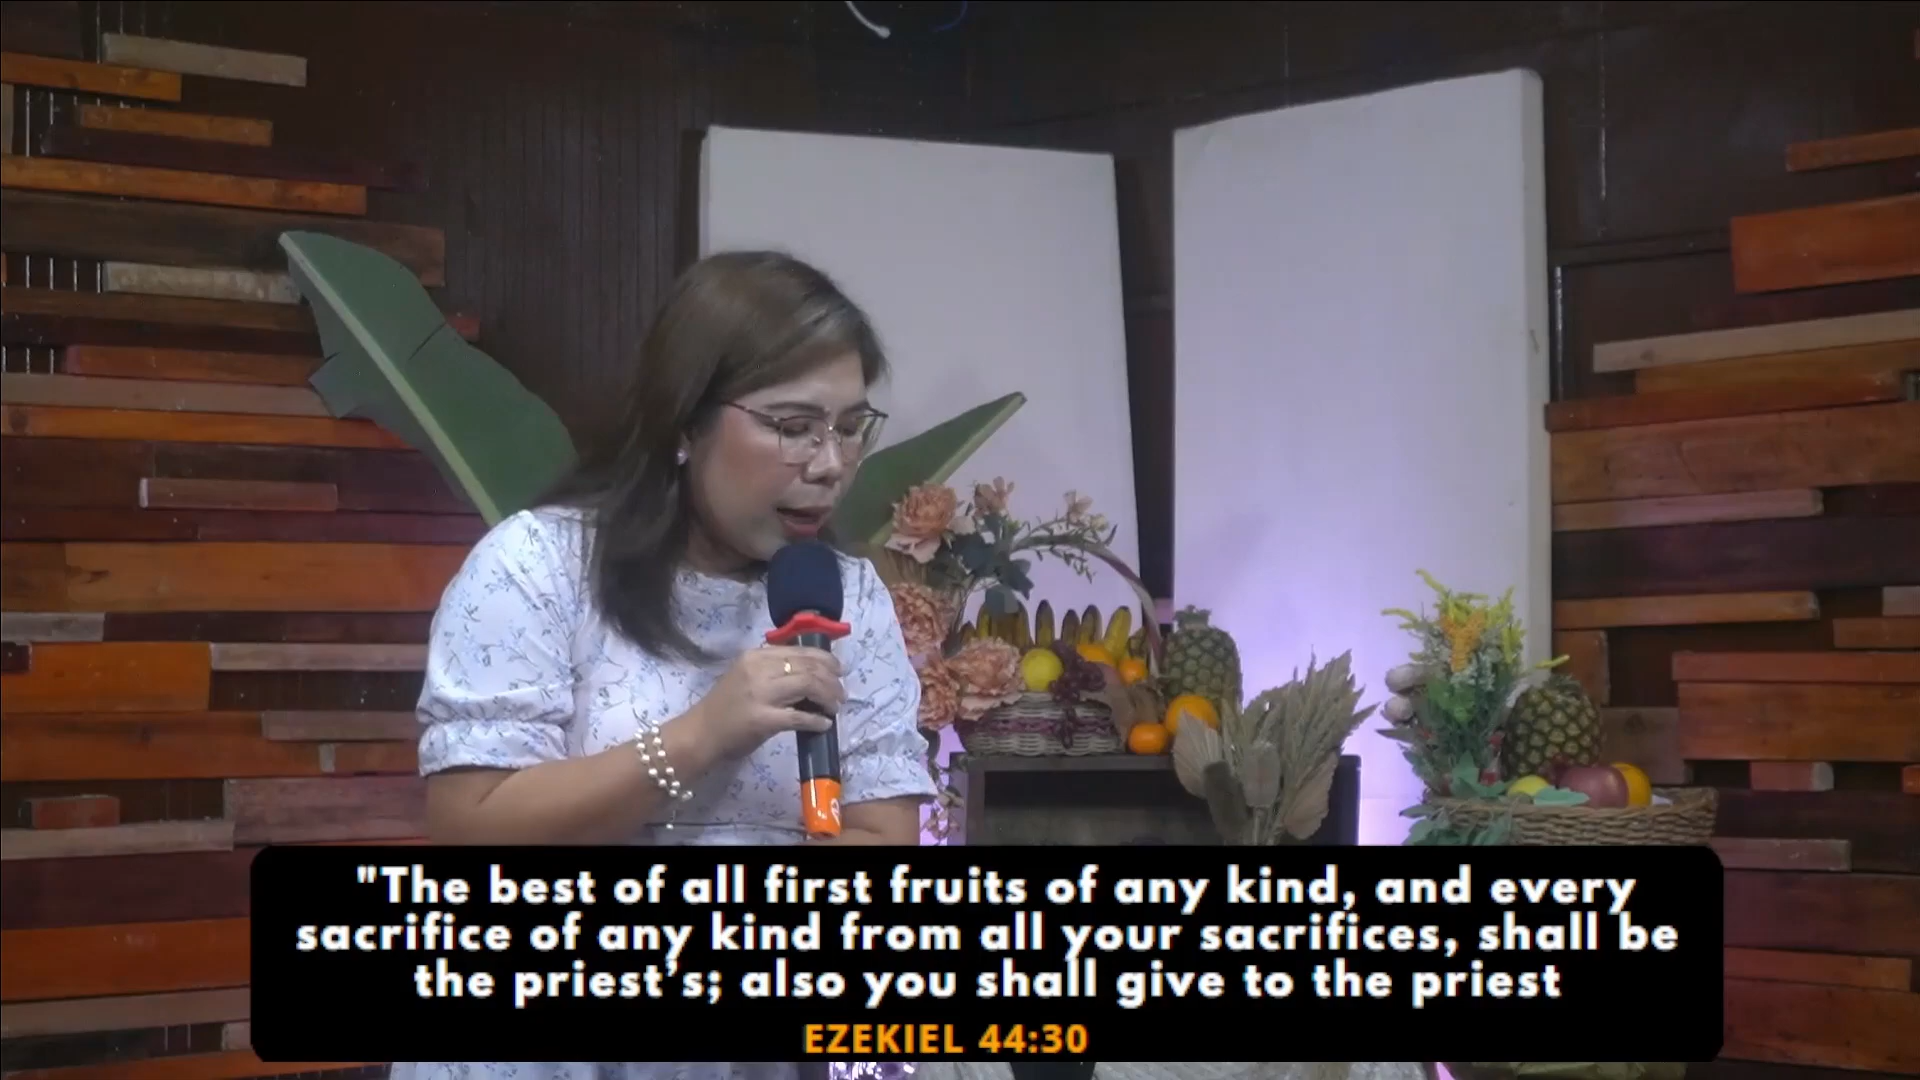 "The best of all first fruits of any kind, and every
sacrifice of any kind from all your sacrifices, shall be
the priest's; also you shall give to the priest
EZEKIEL 44:30